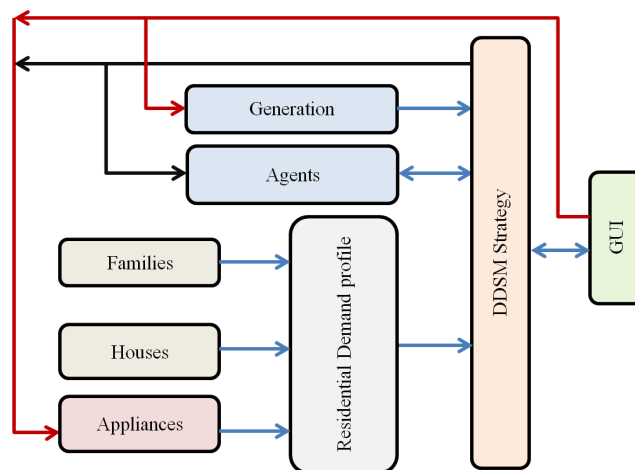 Generation
Agents
Families
Houses
Appliances
Residential Demand profile
DDSM Strategy
GUI